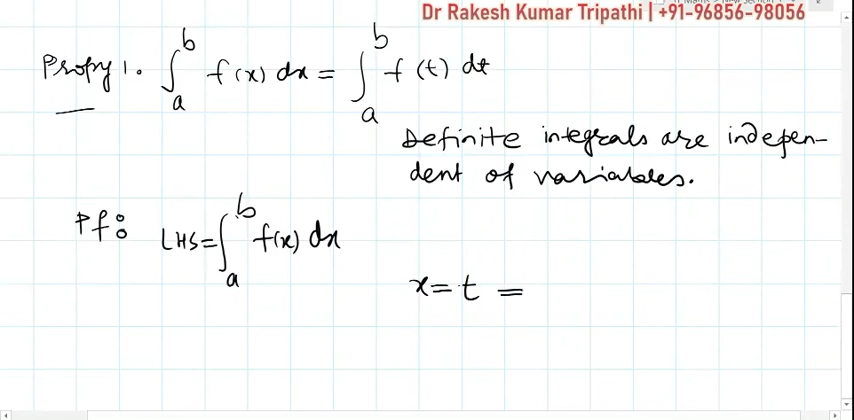 Dr Rakesh Kumar Tripathi | +91-96856-98056
Propy 1. ∫_a^b f(x) dx = ∫_a^b f(t) dt
Definite integrals are indepen-
dent of variables.
Pf: LHS = ∫_a^b f(x) dx
x = t =